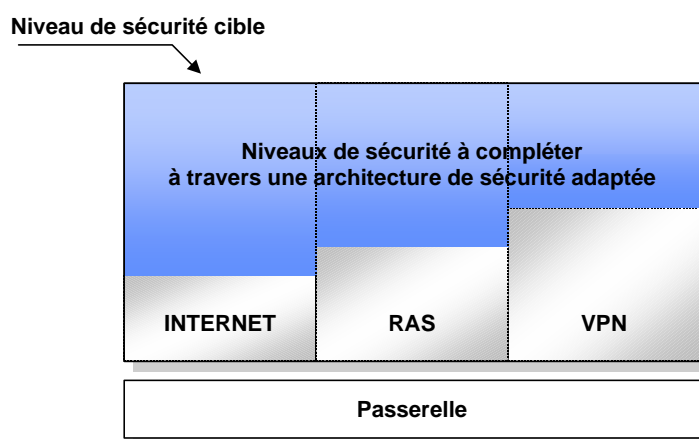 Niveau de sécurité cible
Niveaux de sécurité à compléter
à travers une architecture de sécurité adaptée
INTERNET
RAS
VPN
Passerelle